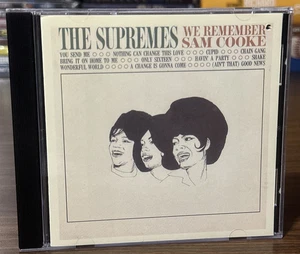 THE SUPREMES WE REMEMBER
SAM COOKE
YOU SEND ME NOTHING CAN CHANGE THIS LOVE CUPID CHAIN GANG
BRING IT ON HOME TO ME ONLY SIXTEEN HAVIN' A PARTY SHAKE
WONDERFUL WORLD A CHANGE IS GONNA COME (AIN'T THAT) GOOD NEWS